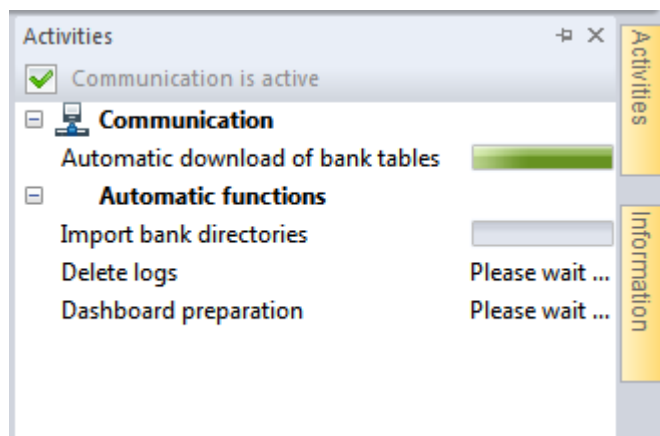 Activities
Communication is active
Communication
Automatic download of bank tables
Automatic functions
Import bank directories
Delete logs Please wait ...
Dashboard preparation Please wait ...
Activities
Information